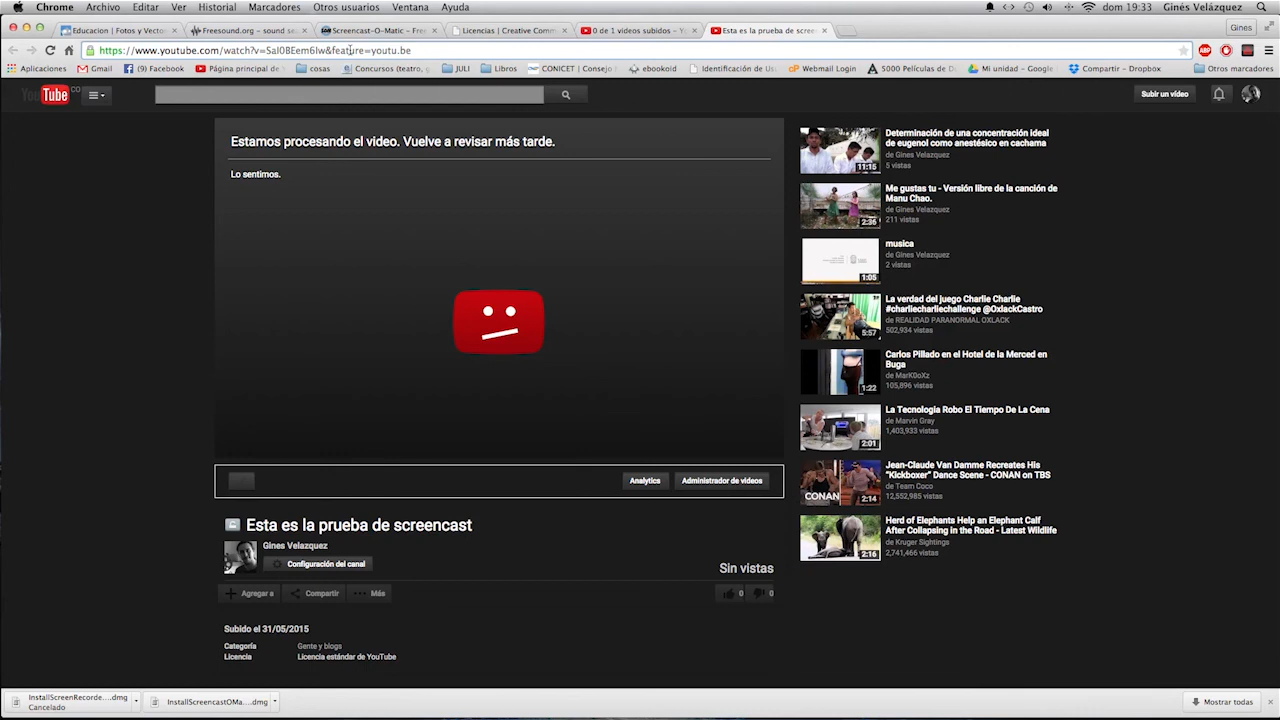 Chrome Archivo Editar Ver Historial Marcadores Otros usuarios Ventana Ayuda dom 19:33 Ginés Velázquez
Educacion | Fotos y Vector
Freesound.org - sound se
Screencast-O-Matic - Fre
Licencias | Creative Comm
0 de 1 videos subidos - Yo
Esta es la prueba de scree
Gines
https://www.youtube.com/watch?v=SaI0BEem6Iw&feature=youtu.be
ABP
Aplicaciones Gmail (9) Facebook Página principal de cosas Concursos (teatro, JULI Libros CONICET | Consejo ebookoid Identificación de Us Webmail Login 5000 Películas de D Mi unidad - Google Compartir - Dropbox Otros marcadores
YouTube CO
Subir un vídeo
Estamos procesando el video. Vuelve a revisar más tarde.
Lo sentimos.
Analytics Administrador de videos
Esta es la prueba de screencast
Gines Velazquez
Configuración del canal
Sin vistas
Agregar a Compartir Más 0 0
Subido el 31/05/2015
Categoría Gente y blogs
Licencia Licencia estándar de YouTube
11:15
Determinación de una concentración ideal
de eugenol como anestésico en cachama
de Gines Velazquez
5 vistas
2:36
Me gustas tu - Versión libre de la canción de
Manu Chao.
de Gines Velazquez
211 vistas
1:05
musica
de Gines Velazquez
2 vistas
5:57
La verdad del juego Charlie Charlie
#charliecharliechallenge @OxlackCastro
de REALIDAD PARANORMAL OXLACK
502,934 vistas
1:22
Carlos Pillado en el Hotel de la Merced en
Buga
de MarK0oXz
105,896 vistas
2:01
La Tecnologia Robo El Tiempo De La Cena
de Marvin Gray
1,403,933 vistas
CONAN 2:14
Jean-Claude Van Damme Recreates His
"Kickboxer" Dance Scene - CONAN on TBS
de Team Coco
12,552,985 vistas
2:16
Herd of Elephants Help an Elephant Calf
After Collapsing in the Road - Latest Wildlife
de Kruger Sightings
2,741,466 vistas
InstallScreenRecorde....dmg
Cancelado
InstallScreencastOMa....dmg
Mostrar todas